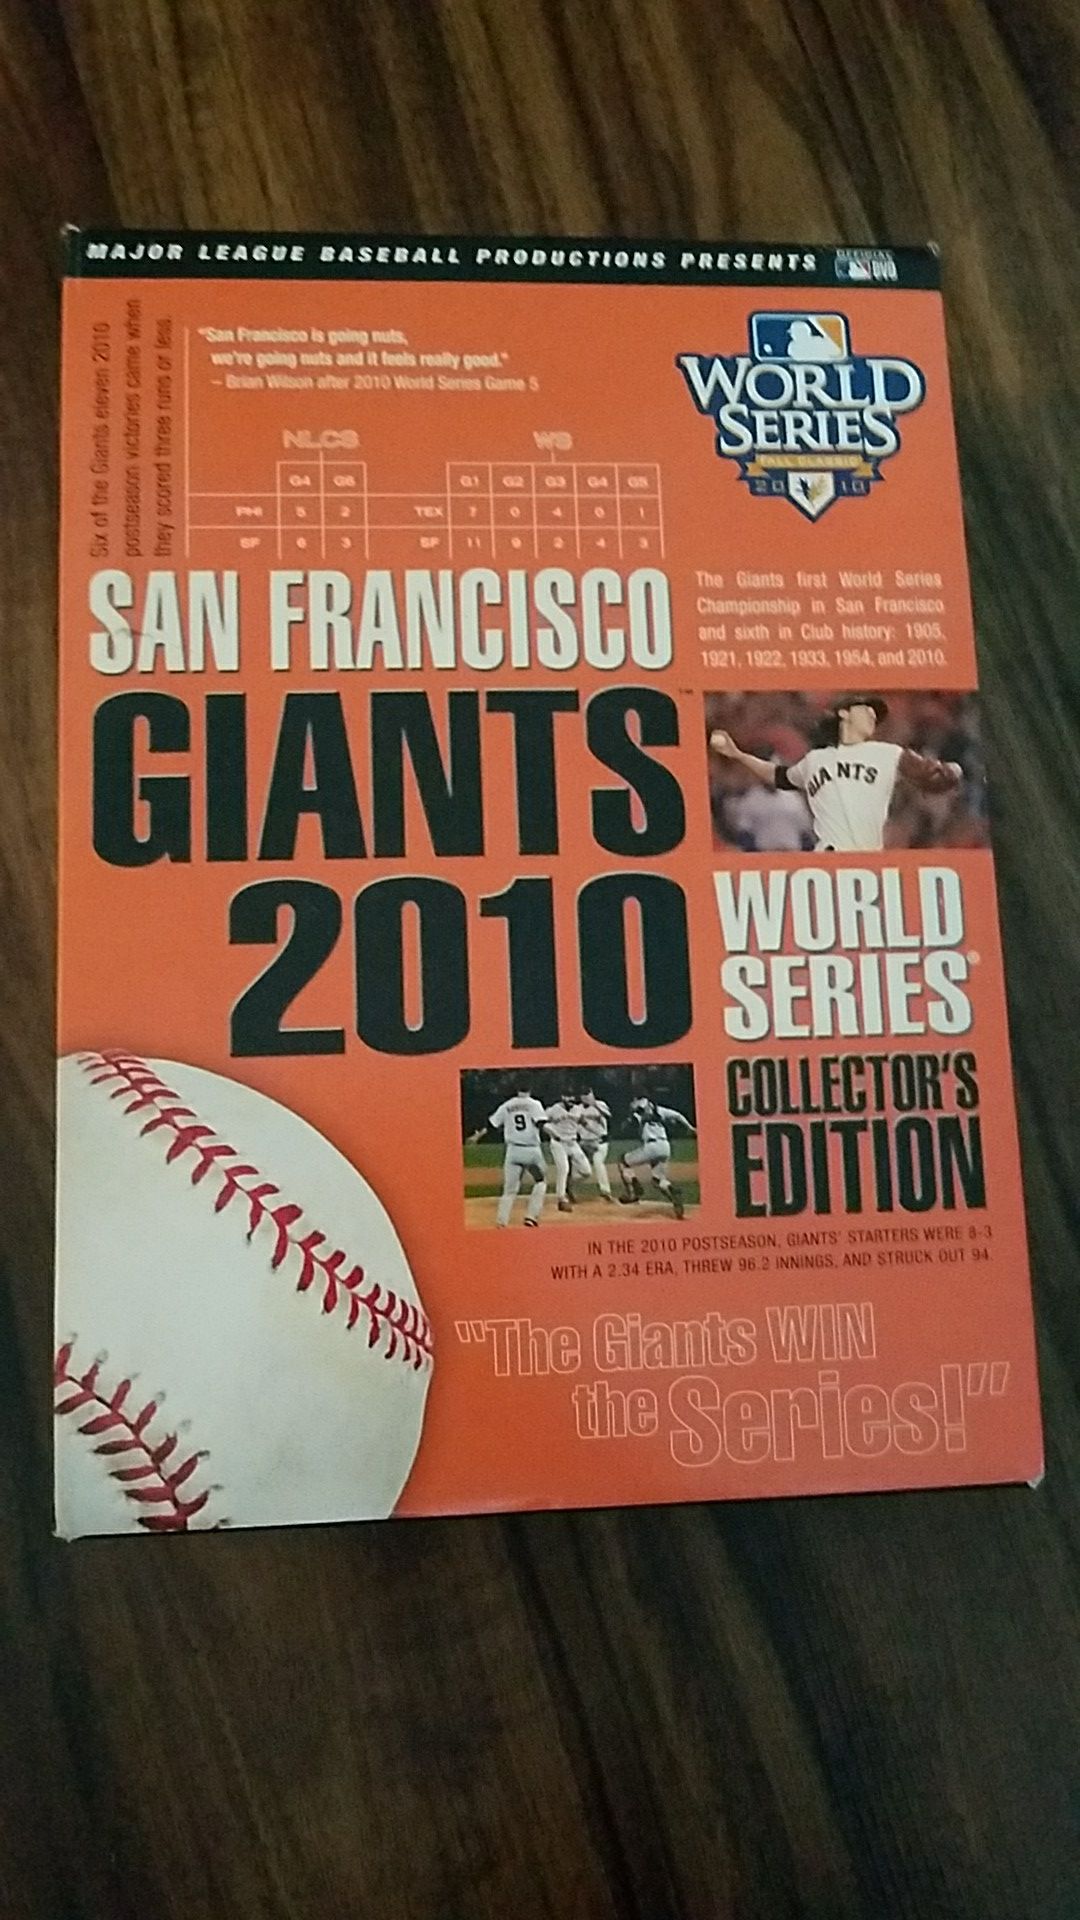 MAJOR LEAGUE BASEBALL PRODUCTIONS PRESENTS
OFFICIAL
DVD
Six of the Giants eleven 2010
postseason victories came when
they scored three runs or less.
"San Francisco is going nuts,
we're going nuts and it feels really good."
– Brian Wilson after 2010 World Series Game 5
NLCS
G4 G6
PHI 5 2
SF 6 3
WS
G1 G2 G3 G4 G5
TEX 7 0 4 0 1
SF 11 9 2 4 3
WORLD
SERIES
FALL CLASSIC
2010
SAN FRANCISCO
GIANTS™
2010
The Giants first World Series
Championship in San Francisco
and sixth in Club history: 1905,
1921, 1922, 1933, 1954, and 2010.
GIANTS
WORLD
SERIES®
COLLECTOR'S
EDITION
9
IN THE 2010 POSTSEASON, GIANTS' STARTERS WERE 8-3
WITH A 2.34 ERA, THREW 96.2 INNINGS, AND STRUCK OUT 94.
"The Giants WIN
the Series!"